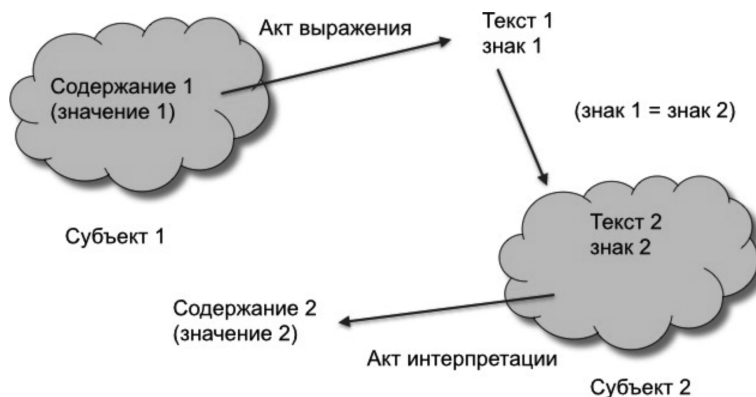 Акт выражения
Текст 1
знак 1
Содержание 1
(значение 1)
(знак 1 = знак 2)
Субъект 1
Текст 2
знак 2
Содержание 2
(значение 2)
Акт интерпретации
Субъект 2